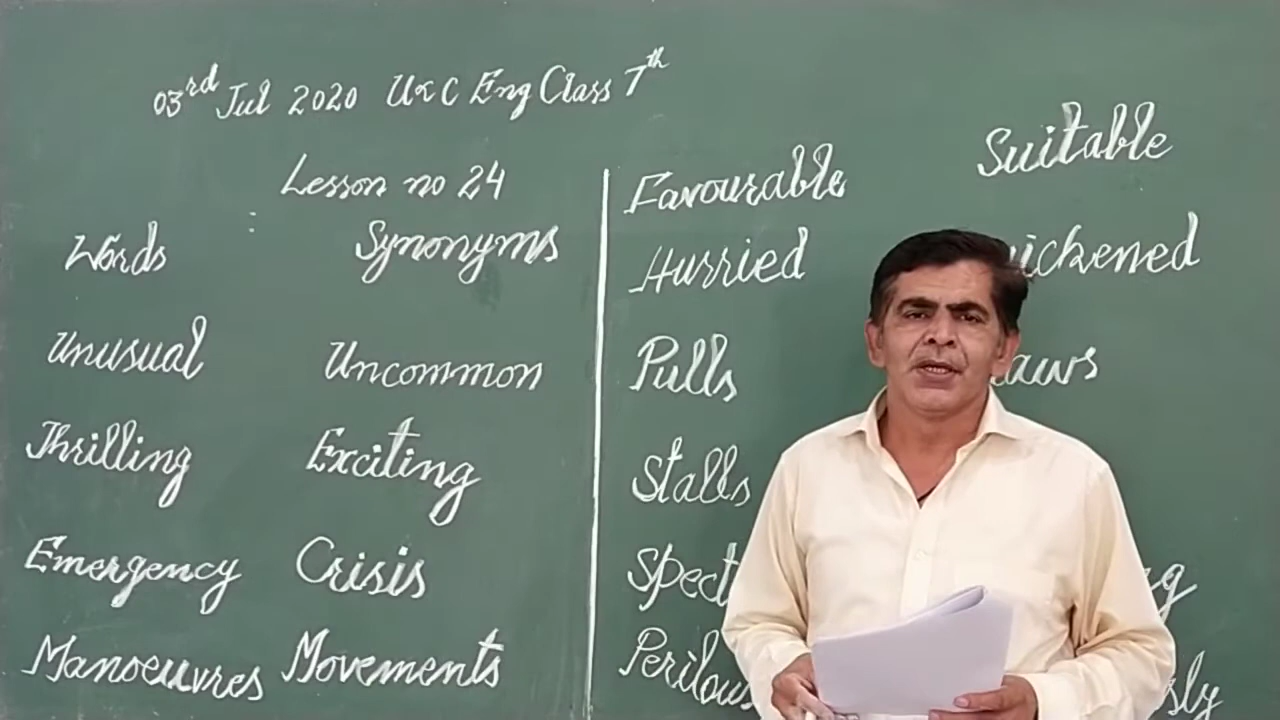 03rd Jul 2020 U&C Eng Class 7th
Lesson no 24
Words Synonyms
Unusual Uncommon
Thrilling Exciting
Emergency Crisis
Manoeuvres Movements
Favourable Suitable
Hurried
Pulls
Stalls